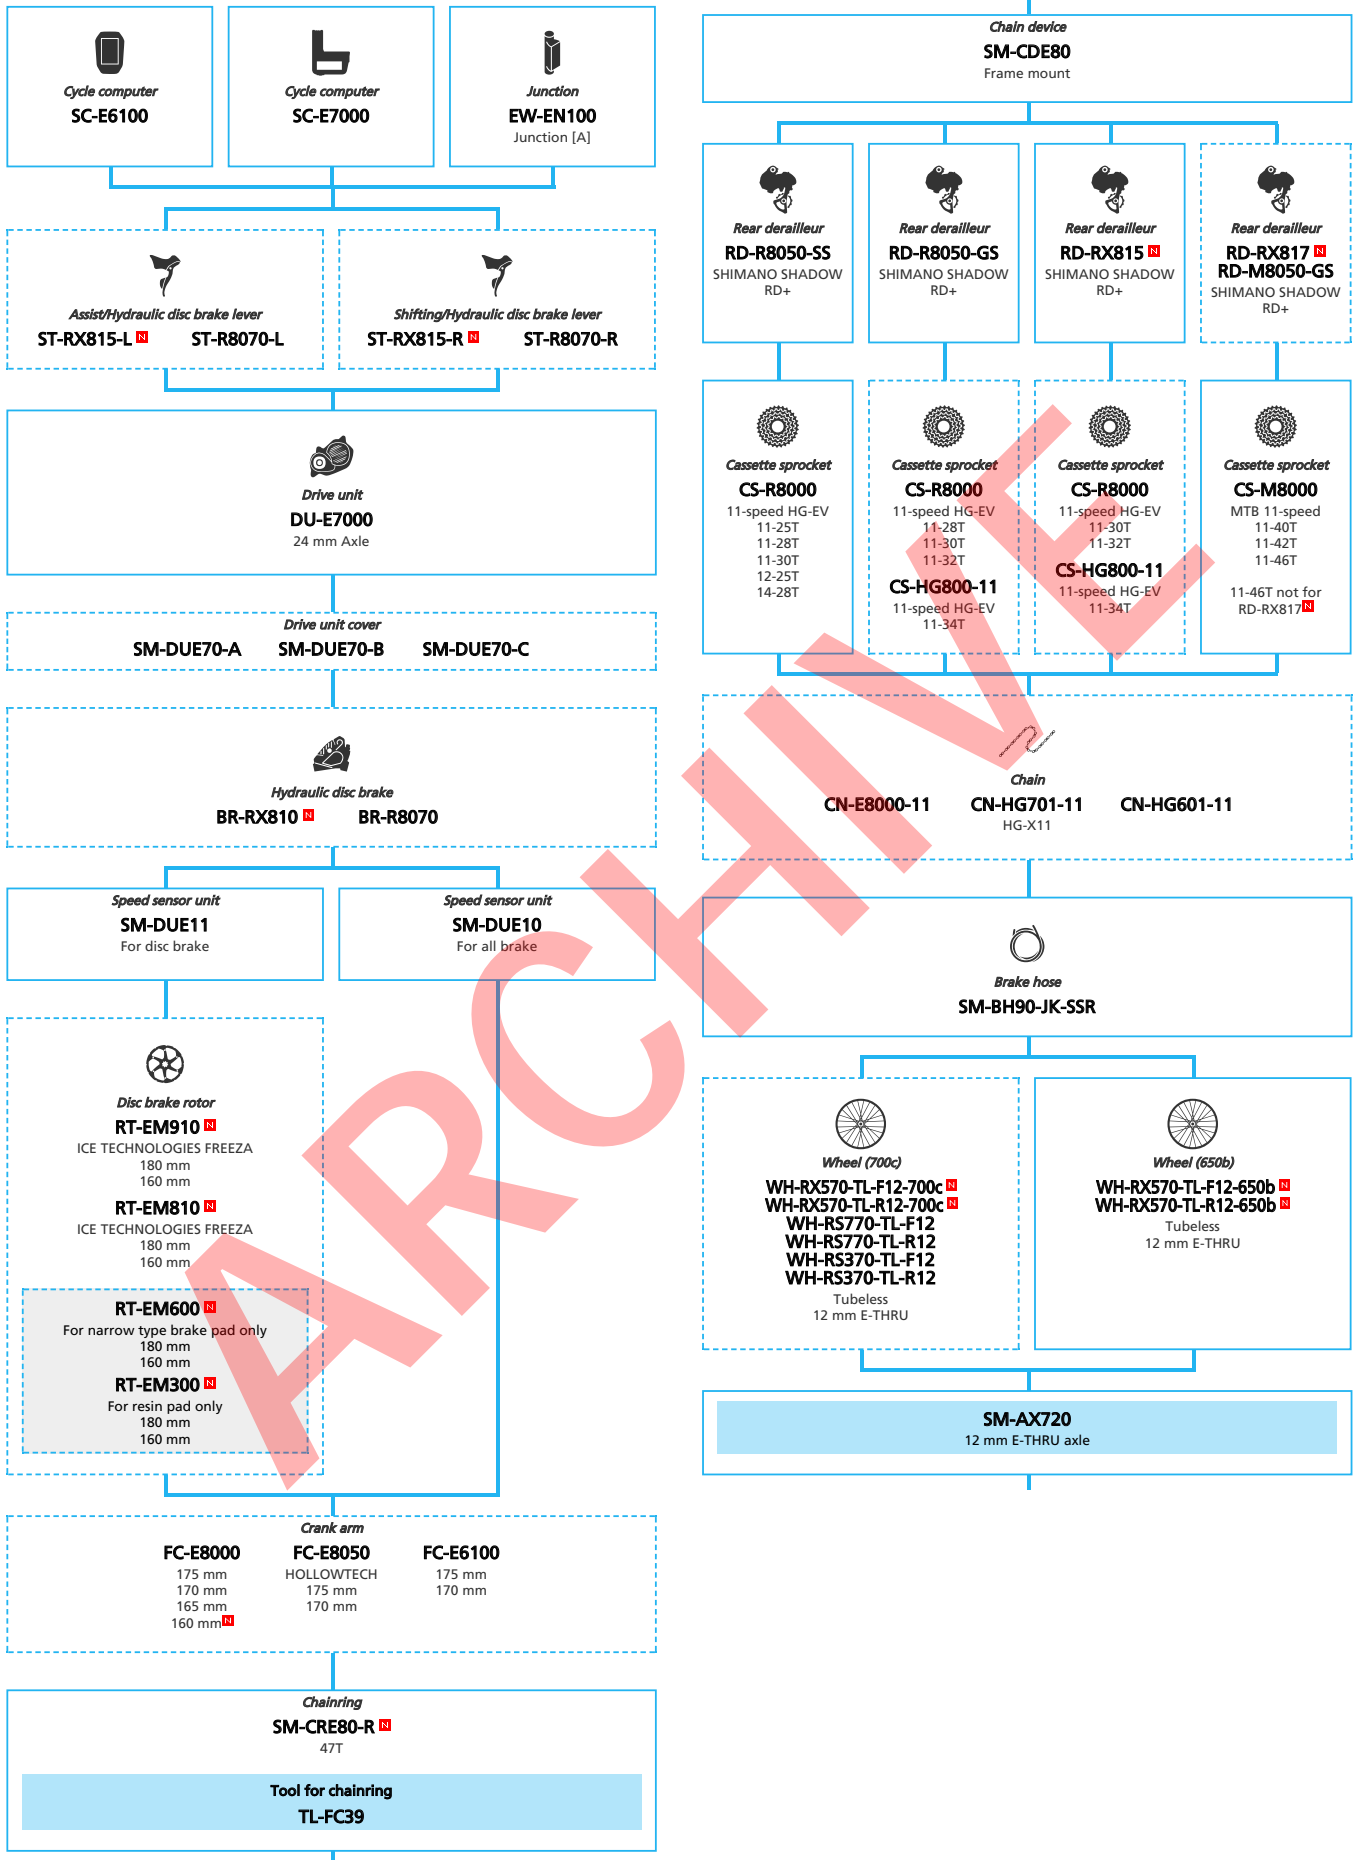 Cycle computer
SC-E6100
Cycle computer
SC-E7000
Junction
EW-EN100
Junction [A]
Assist/Hydraulic disc brake lever
ST-RX815-L N
ST-R8070-L
Shifting/Hydraulic disc brake lever
ST-RX815-R N
ST-R8070-R
Drive unit
DU-E7000
24 mm Axle
Drive unit cover
SM-DUE70-A
SM-DUE70-B
SM-DUE70-C
Hydraulic disc brake
BR-RX810 N
BR-R8070
Speed sensor unit
SM-DUE11
For disc brake
Speed sensor unit
SM-DUE10
For all brake
Disc brake rotor
RT-EM910 N
ICE TECHNOLOGIES FREEZA
180 mm
160 mm
RT-EM810 N
ICE TECHNOLOGIES FREEZA
180 mm
160 mm
RT-EM600 N
For narrow type brake pad only
180 mm
160 mm
RT-EM300 N
For resin pad only
180 mm
160 mm
Crank arm
FC-E8000
175 mm
170 mm
165 mm
160 mm N
FC-E8050
HOLLOWTECH
175 mm
170 mm
FC-E6100
175 mm
170 mm
Chainring
SM-CRE80-R N
47T
Tool for chainring
TL-FC39
Chain device
SM-CDE80
Frame mount
Rear derailleur
RD-R8050-SS
SHIMANO SHADOW
RD+
Rear derailleur
RD-R8050-GS
SHIMANO SHADOW
RD+
Rear derailleur
RD-RX815 N
SHIMANO SHADOW
RD+
Rear derailleur
RD-RX817 N
RD-M8050-GS
SHIMANO SHADOW
RD+
Cassette sprocket
CS-R8000
11-speed HG-EV
11-25T
11-28T
11-30T
12-25T
14-28T
Cassette sprocket
CS-R8000
11-speed HG-EV
11-28T
11-30T
11-32T
CS-HG800-11
11-speed HG-EV
11-34T
Cassette sprocket
CS-R8000
11-speed HG-EV
11-30T
11-32T
CS-HG800-11
11-speed HG-EV
11-34T
Cassette sprocket
CS-M8000
MTB 11-speed
11-40T
11-42T
11-46T
11-46T not for
RD-RX817 N
Chain
CN-E8000-11
CN-HG701-11
HG-X11
CN-HG601-11
Brake hose
SM-BH90-JK-SSR
Wheel (700c)
WH-RX570-TL-F12-700c N
WH-RX570-TL-R12-700c N
WH-RS770-TL-F12
WH-RS770-TL-R12
WH-RS370-TL-F12
WH-RS370-TL-R12
Tubeless
12 mm E-THRU
Wheel (650b)
WH-RX570-TL-F12-650b N
WH-RX570-TL-R12-650b N
Tubeless
12 mm E-THRU
SM-AX720
12 mm E-THRU axle
ARCHIVE